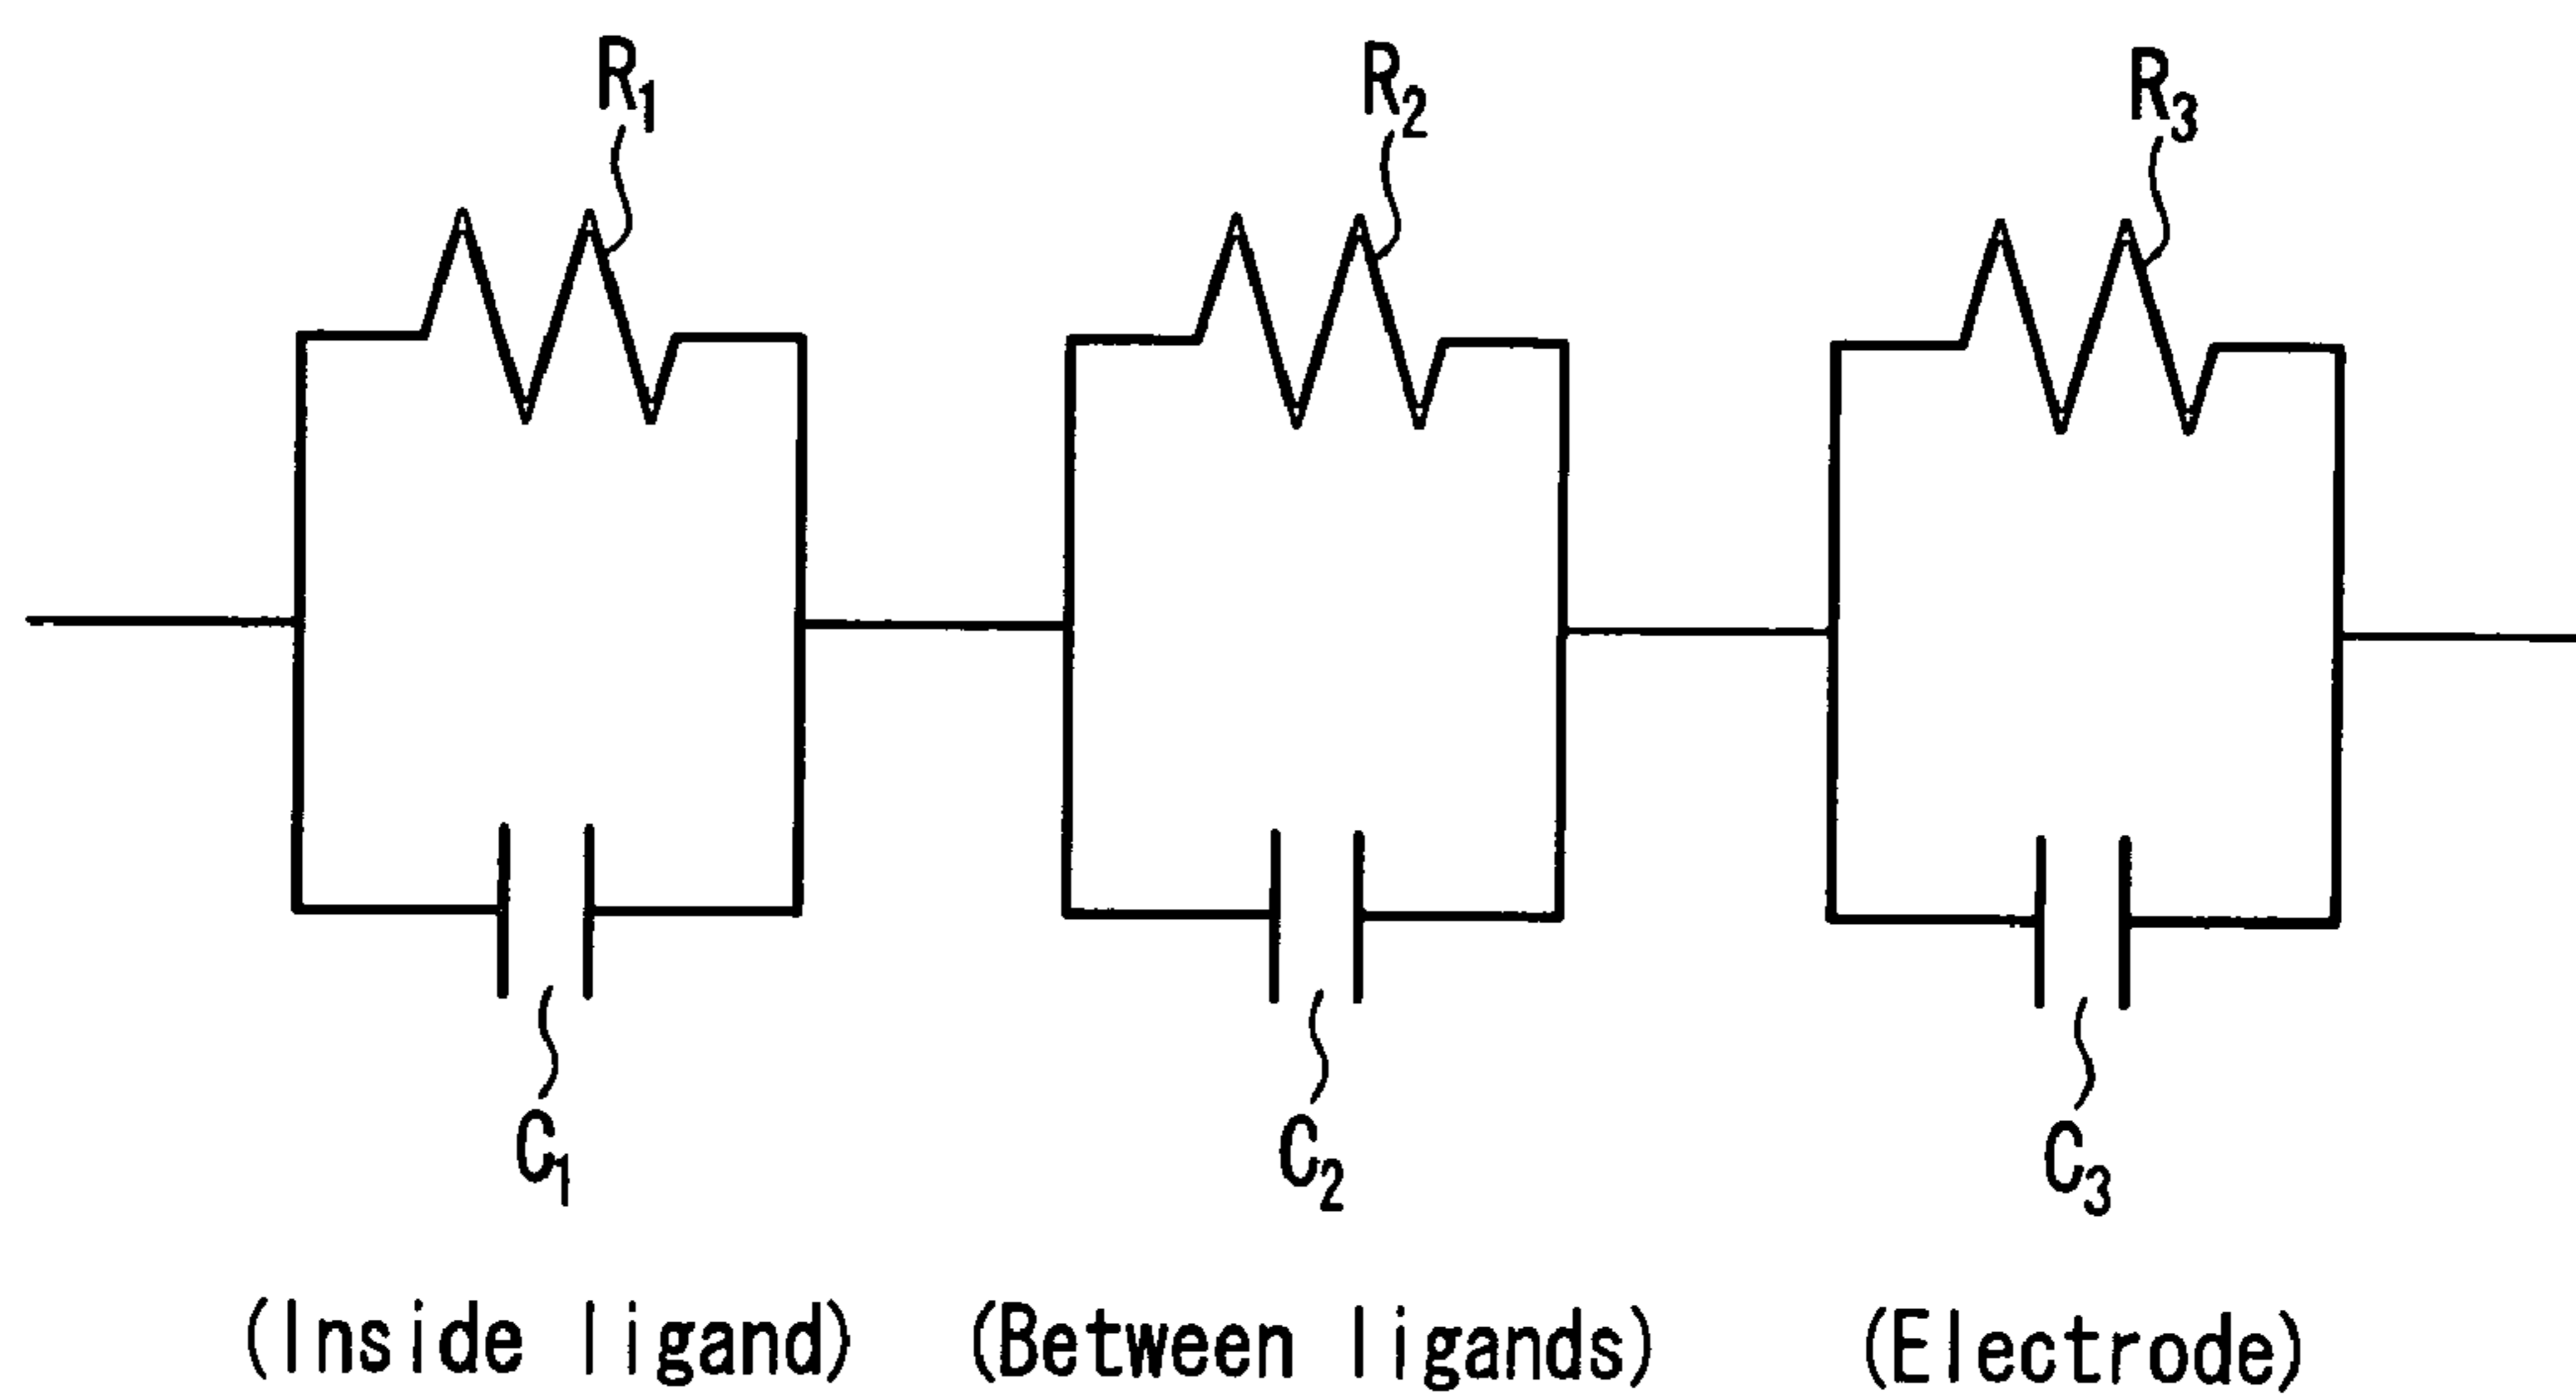 R1 R2 R3
C1 C2 C3
(Inside ligand) (Between ligands) (Electrode)